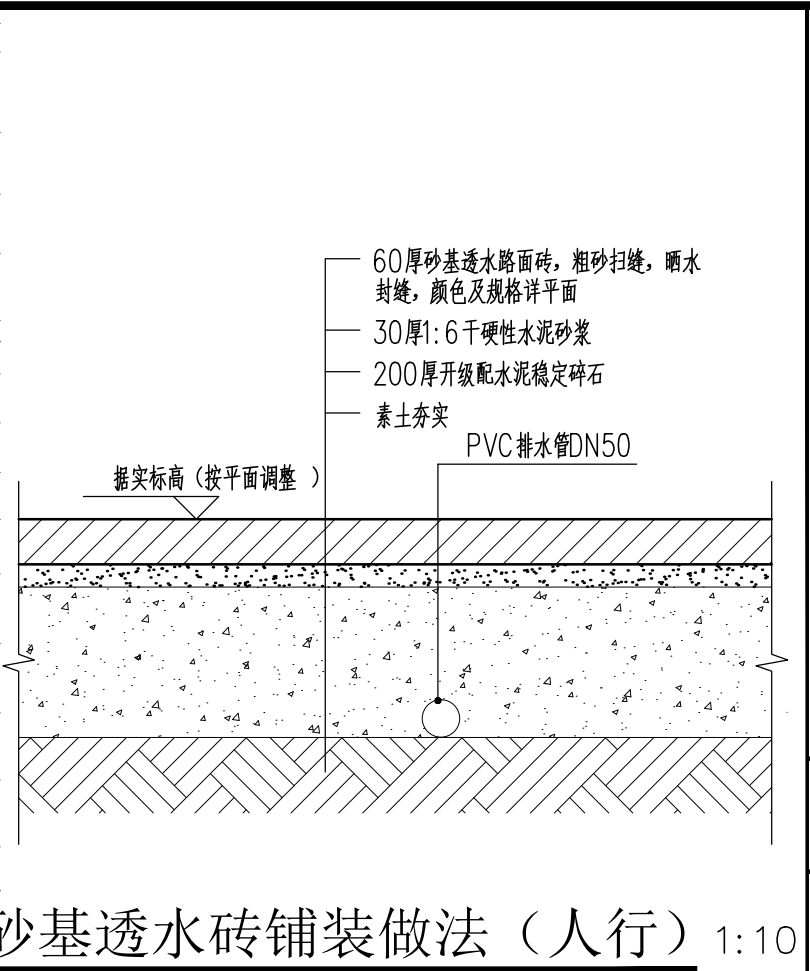 60厚砂基透水路面砖，粗砂扫缝，晒水
封缝，颜色及规格详平面
30厚1:6干硬性水泥砂浆
200厚开级配水泥稳定碎石
素土夯实
PVC排水管DN50
据实标高（按平面调整 ）
砂基透水砖铺装做法（人行）1:10